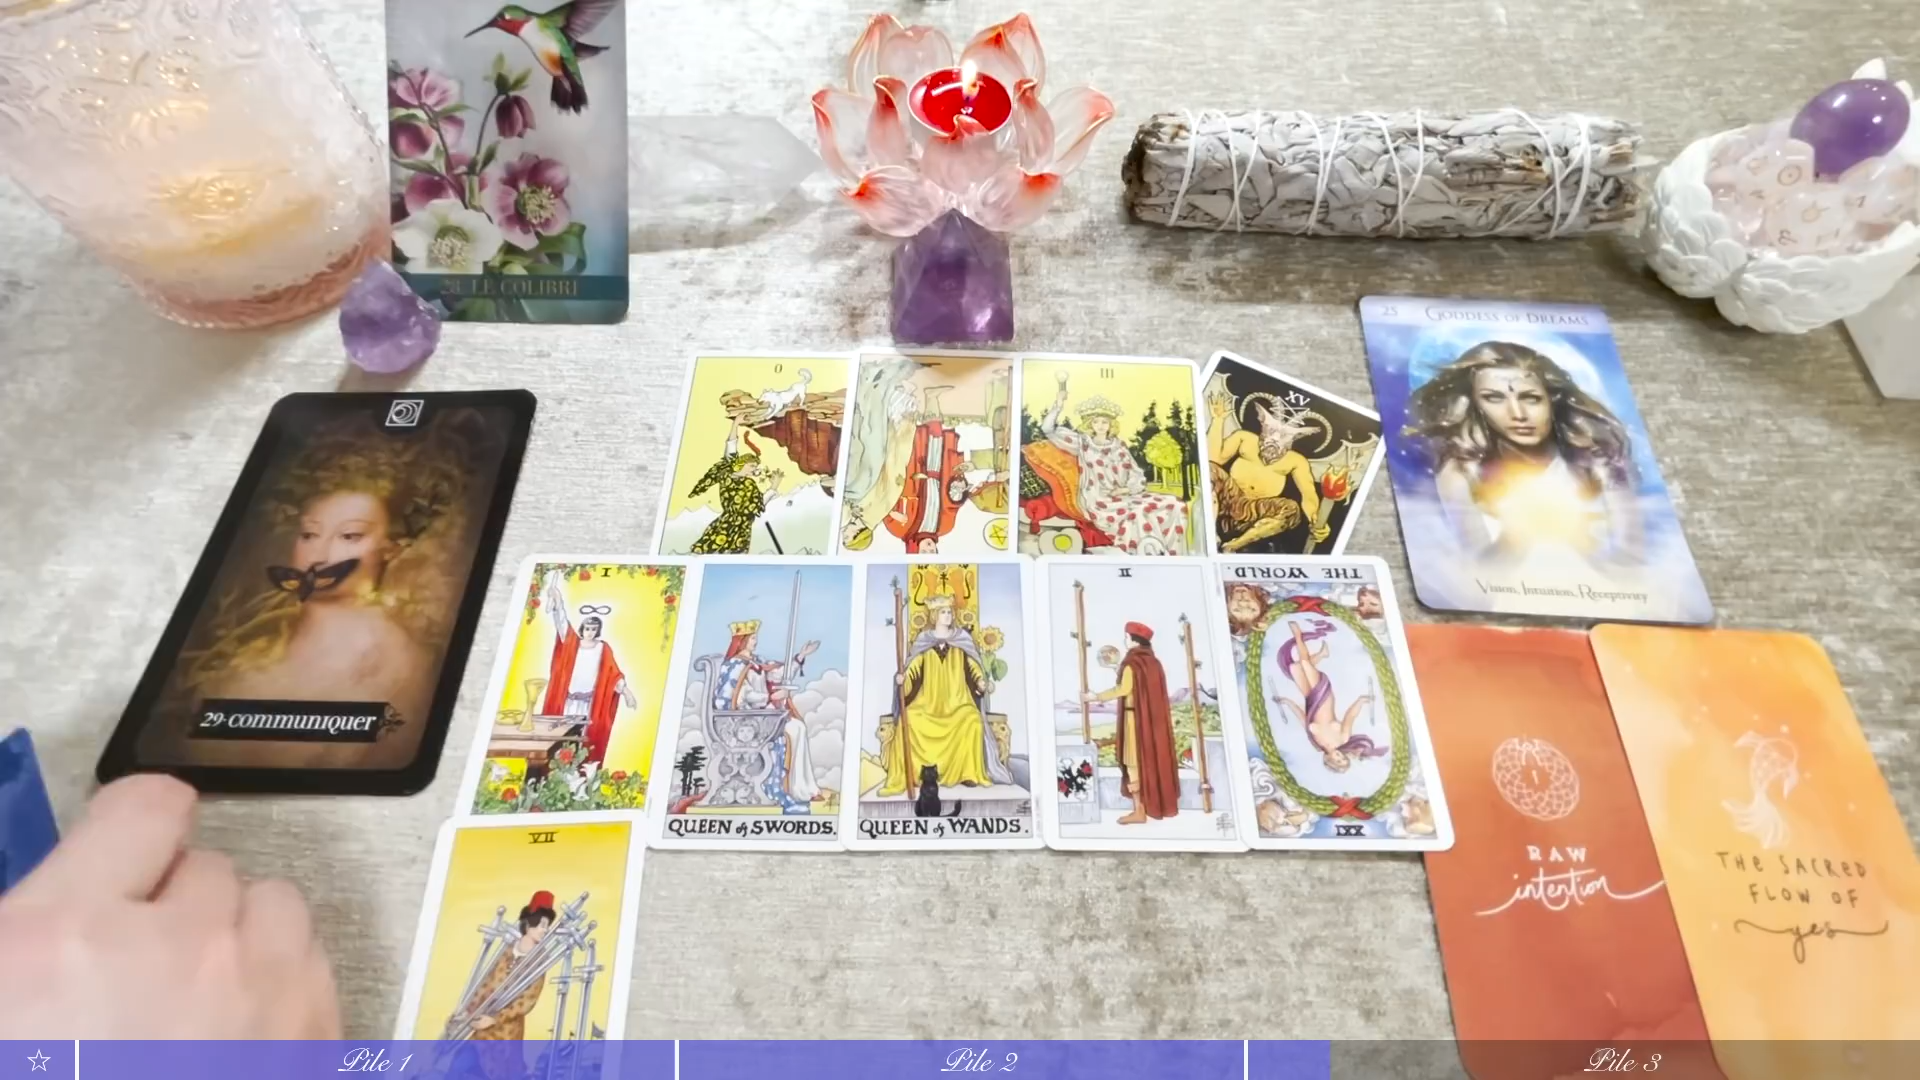 28 LE COLIBRI
25 GODDESS OF DREAMS
Vision, Intuition, Receptivity
0
III
XV
29-communiquer
I
QUEEN of SWORDS.
QUEEN of WANDS.
II
THE WORLD.
XXI
VII
RAW
intention
THE SACRED
FLOW OF
yes
☆ Pile 1 Pile 2 Pile 3